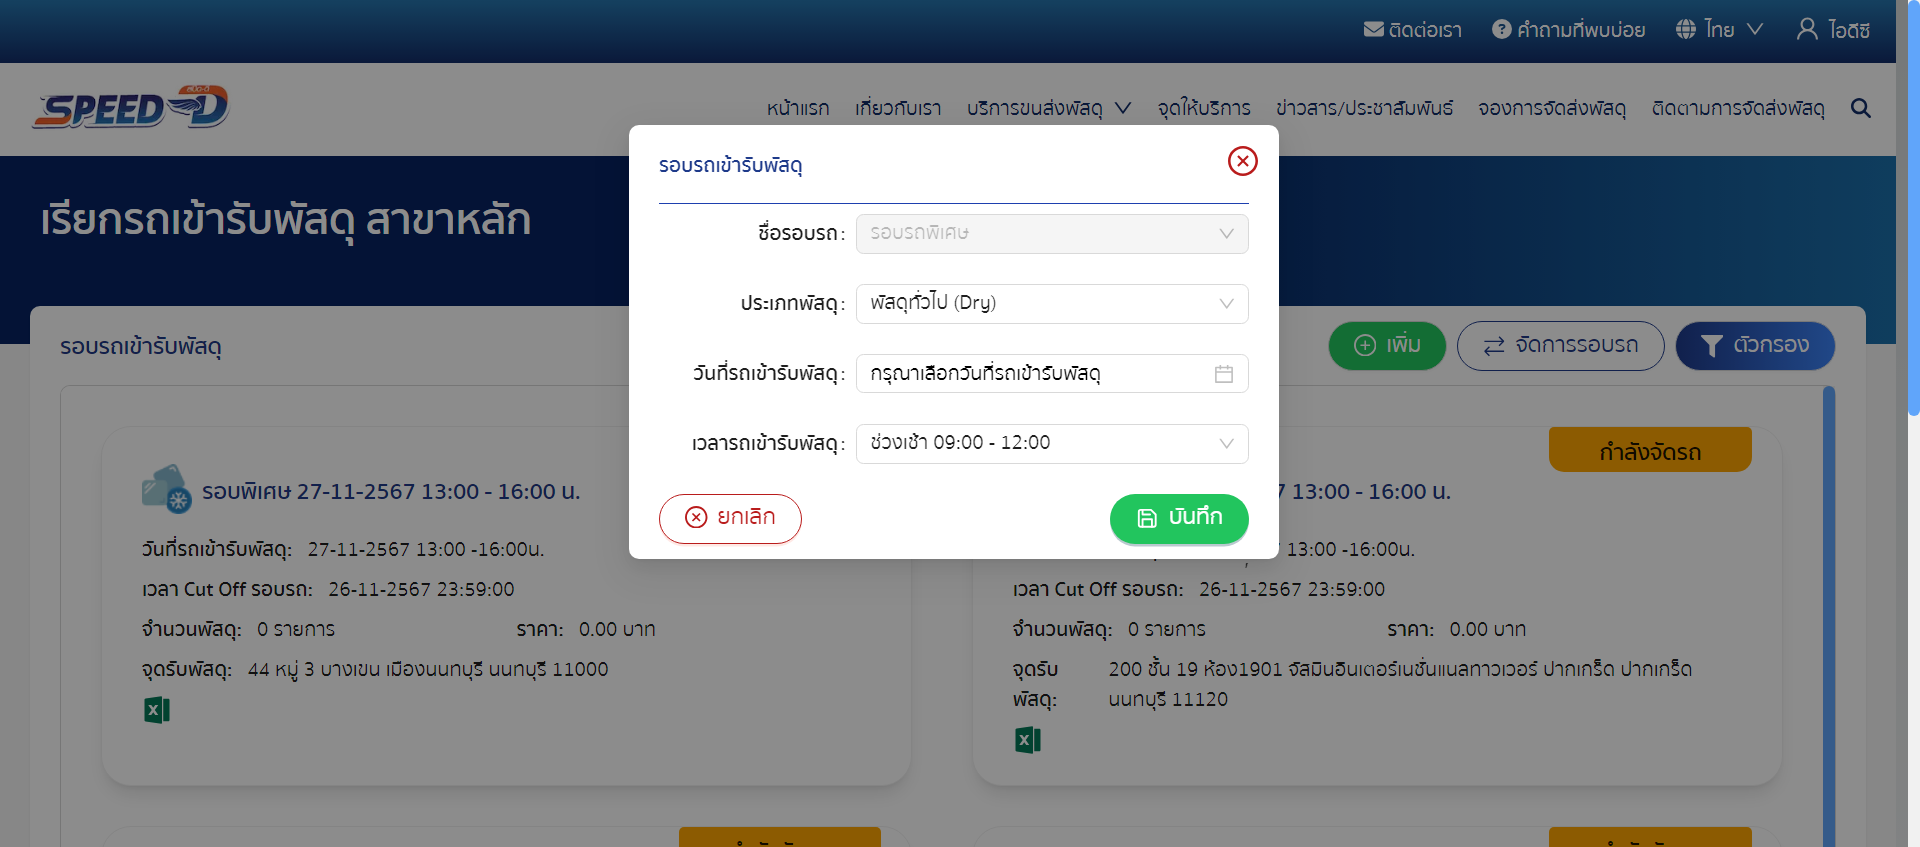 ติดต่อเรา คำถามที่พบบ่อย ไทย ไอดีซี
สปีด-ดี
SPEED D
หน้าแรก เกี่ยวกับเรา บริการขนส่งพัสดุ จุดให้บริการ ข่าวสาร/ประชาสัมพันธ์ จองการจัดส่งพัสดุ ติดตามการจัดส่งพัสดุ
เรียกรถเข้ารับพัสดุ สาขาหลัก
รอบรถเข้ารับพัสดุ
ชื่อรอบรถ: รอบรถพิเศษ
ประเภทพัสดุ: พัสดุทั่วไป (Dry)
วันที่รถเข้ารับพัสดุ: กรุณาเลือกวันที่รถเข้ารับพัสดุ
เวลารถเข้ารับพัสดุ: ช่วงเช้า 09:00 - 12:00
ยกเลิก บันทึก
รอบรถเข้ารับพัสดุ เพิ่ม จัดการรอบรถ ตัวกรอง
รอบพิเศษ 27-11-2567 13:00 - 16:00 น.
วันที่รถเข้ารับพัสดุ: 27-11-2567 13:00 -16:00น.
เวลา Cut Off รอบรถ: 26-11-2567 23:59:00
จำนวนพัสดุ: 0 รายการ ราคา: 0.00 บาท
จุดรับพัสดุ: 44 หมู่ 3 บางเขน เมืองนนทบุรี นนทบุรี 11000
กำลังจัดรถ
13:00 - 16:00 น.
13:00 -16:00น.
เวลา Cut Off รอบรถ: 26-11-2567 23:59:00
จำนวนพัสดุ: 0 รายการ ราคา: 0.00 บาท
จุดรับพัสดุ: 200 ชั้น 19 ห้อง1901 จัสมินอินเตอร์เนชั่นแนลทาวเวอร์ ปากเกร็ด ปากเกร็ด
นนทบุรี 11120